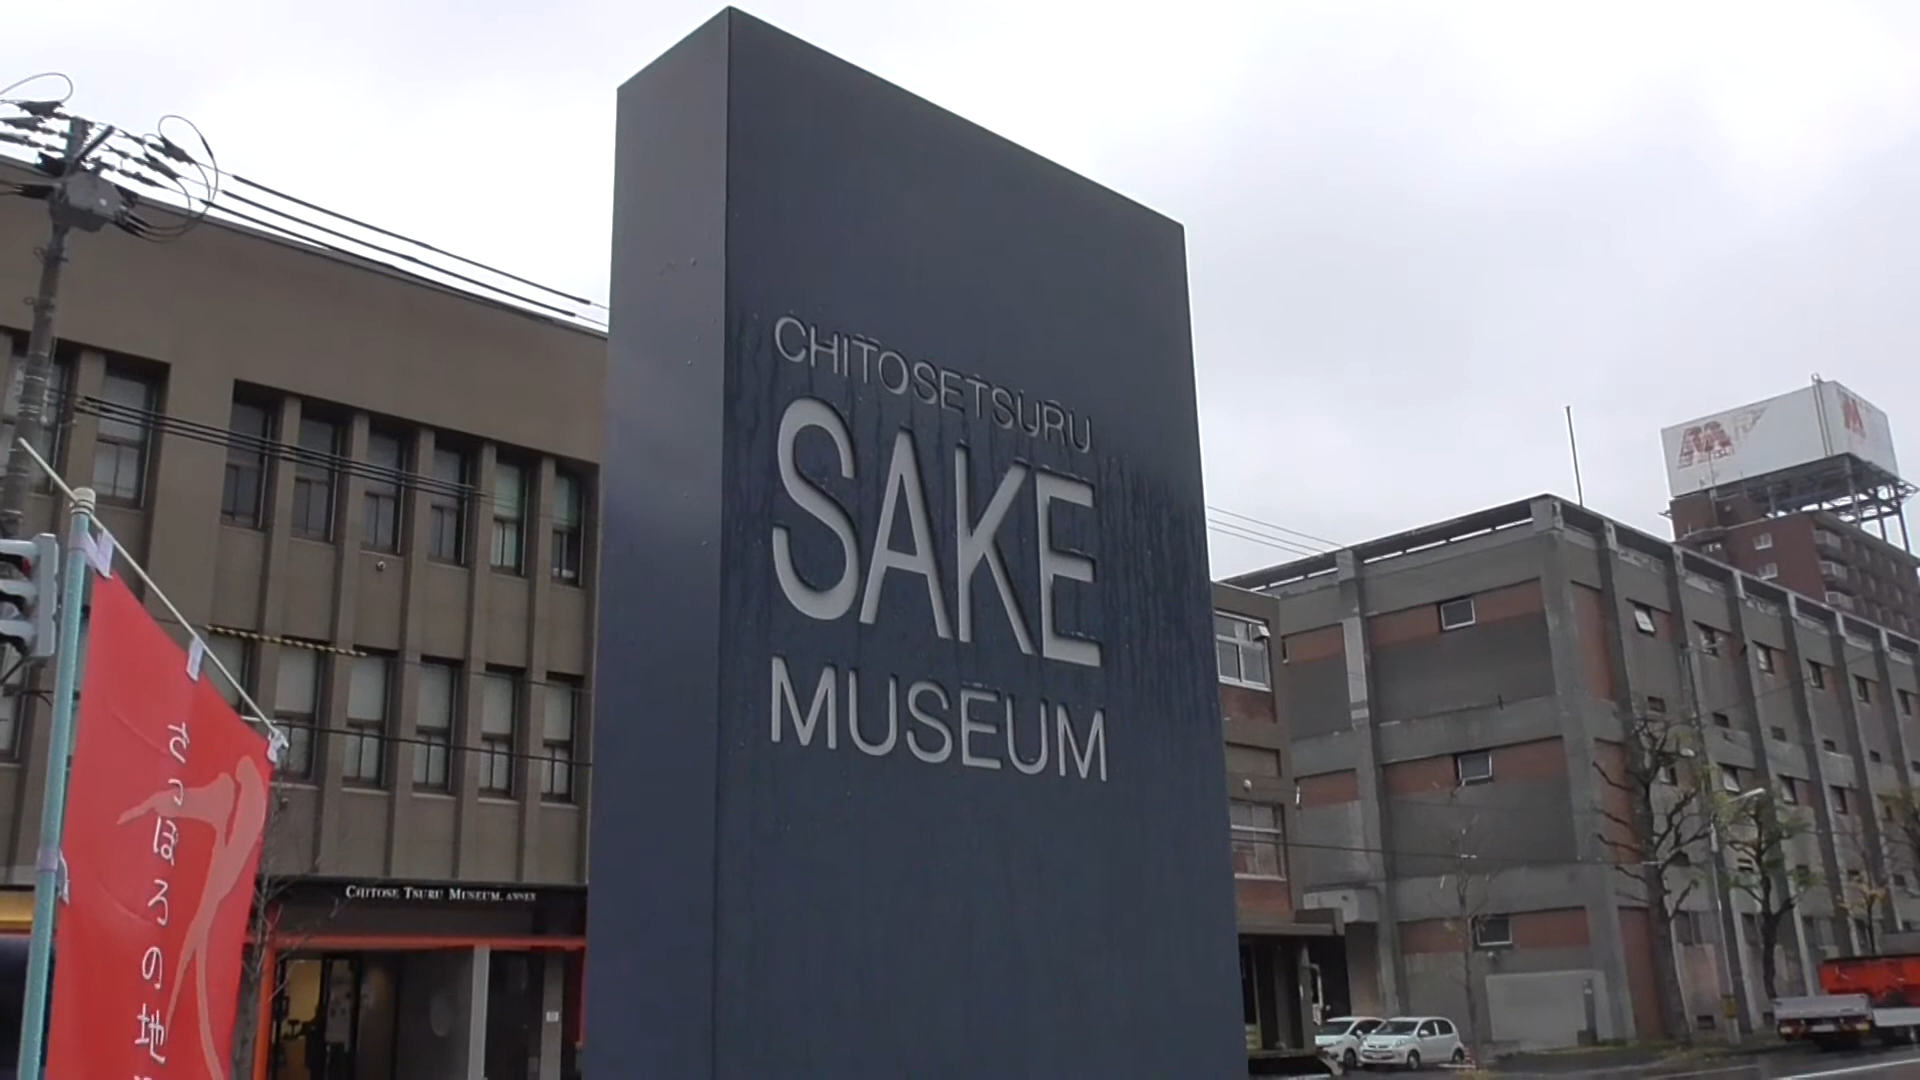 CHITOSETSURU
SAKE
MUSEUM
CHITOSE TSURU MUSEUM, ANNEX
さっぽろの地